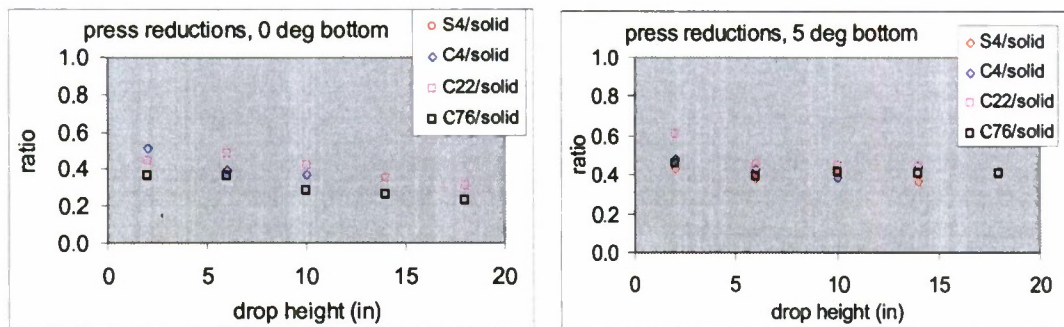 press reductions, 0 deg bottom
S4/solid
C4/solid
C22/solid
C76/solid
1.0
0.8
0.6
0.4
0.2
0.0
ratio
0 5 10 15 20
drop height (in)
press reductions, 5 deg bottom
S4/solid
C4/solid
C22/solid
C76/solid
1.0
0.8
0.6
0.4
0.2
0.0
ratio
0 5 10 15 20
drop height (in)